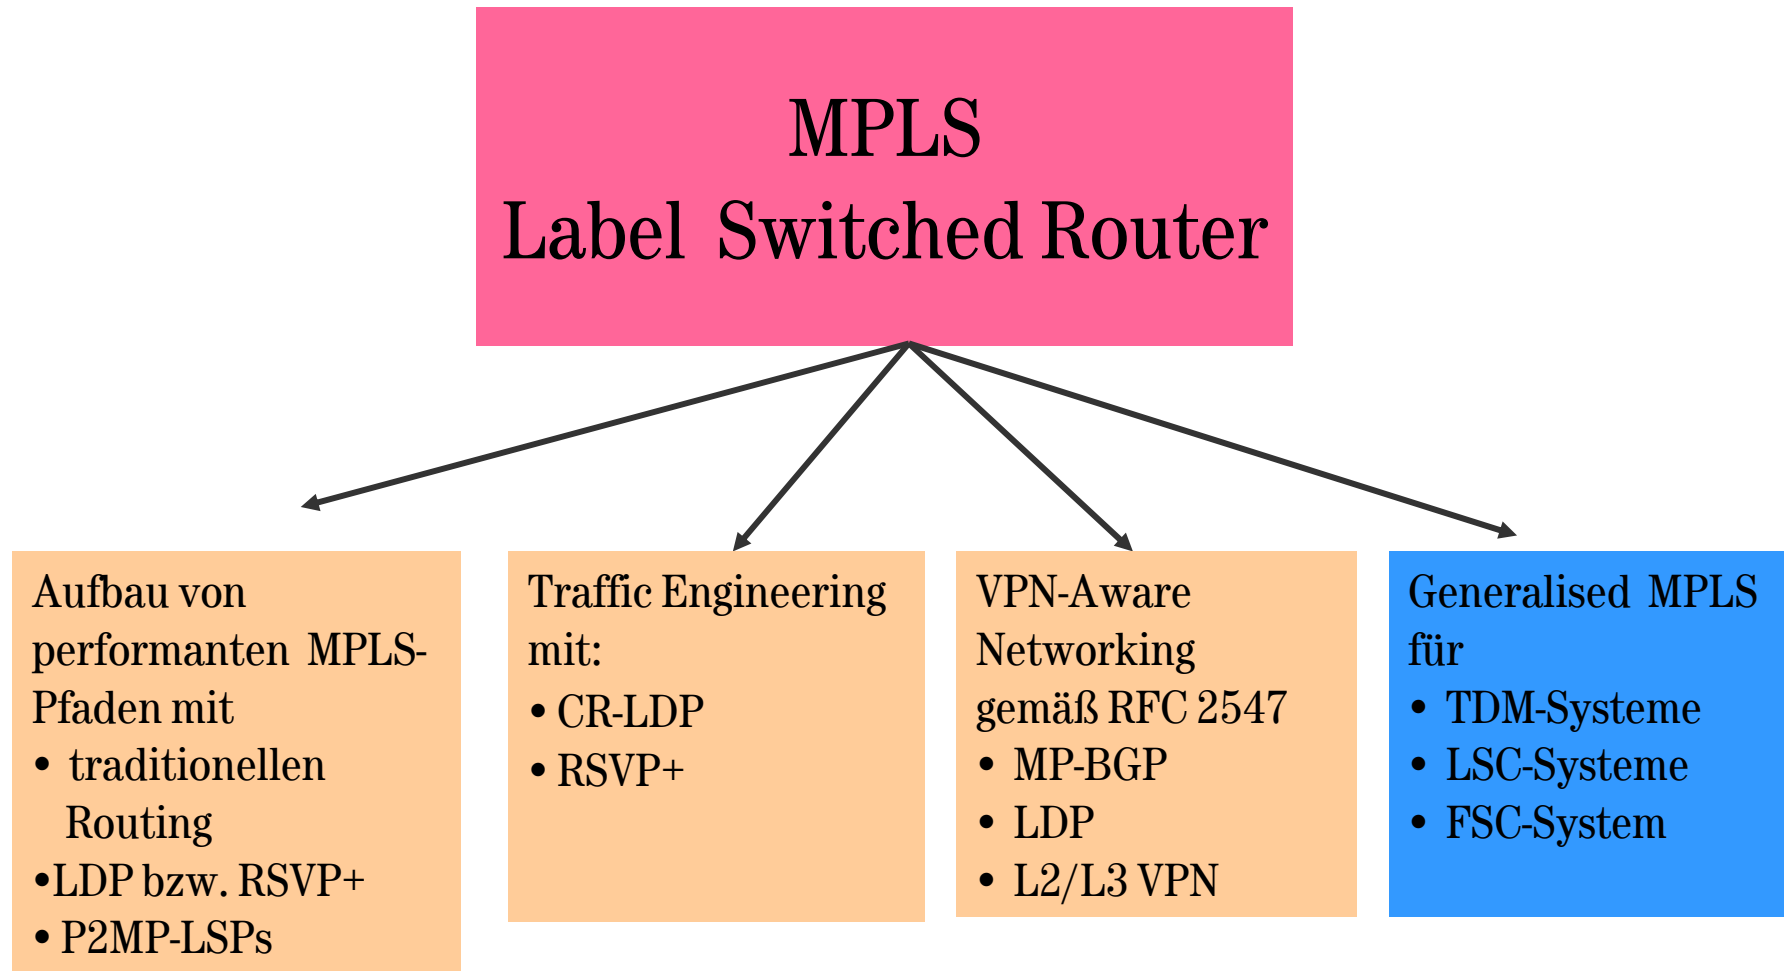 MPLS
Label Switched Router
Aufbau von
performanten MPLS-
Pfaden mit
• traditionellen
Routing
•LDP bzw. RSVP+
• P2MP-LSPs
Traffic Engineering
mit:
• CR-LDP
• RSVP+
VPN-Aware
Networking
gemäß RFC 2547
• MP-BGP
• LDP
• L2/L3 VPN
Generalised MPLS
für
• TDM-Systeme
• LSC-Systeme
• FSC-System